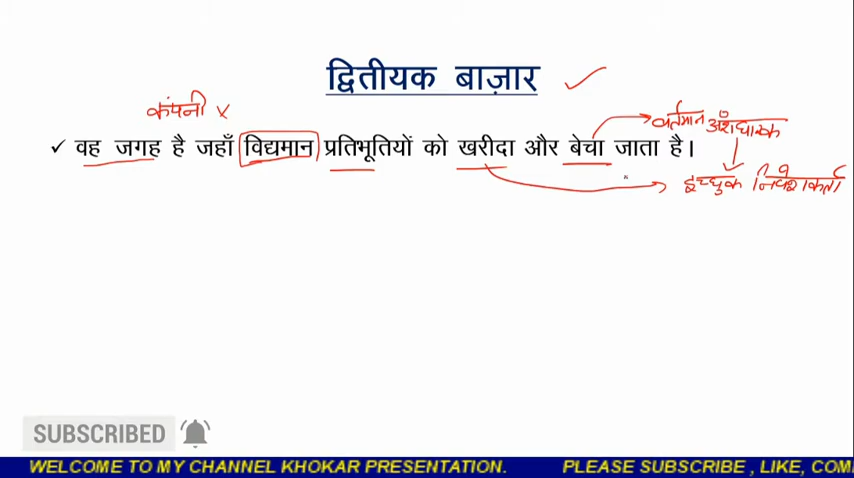 द्वितीयक बाज़ार ✓
कंपनी x
वर्तमान अंशधारक
✓ वह जगह है जहाँ विद्यमान प्रतिभूतियों को खरीदा और बेचा जाता है।
इच्छुक निवेशकर्ता
SUBSCRIBED
WELCOME TO MY CHANNEL KHOKAR PRESENTATION. PLEASE SUBSCRIBE , LIKE,